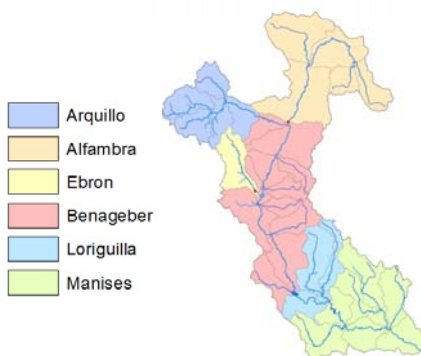 Arquillo
Alfambra
Ebron
Benageber
Loriguilla
Manises